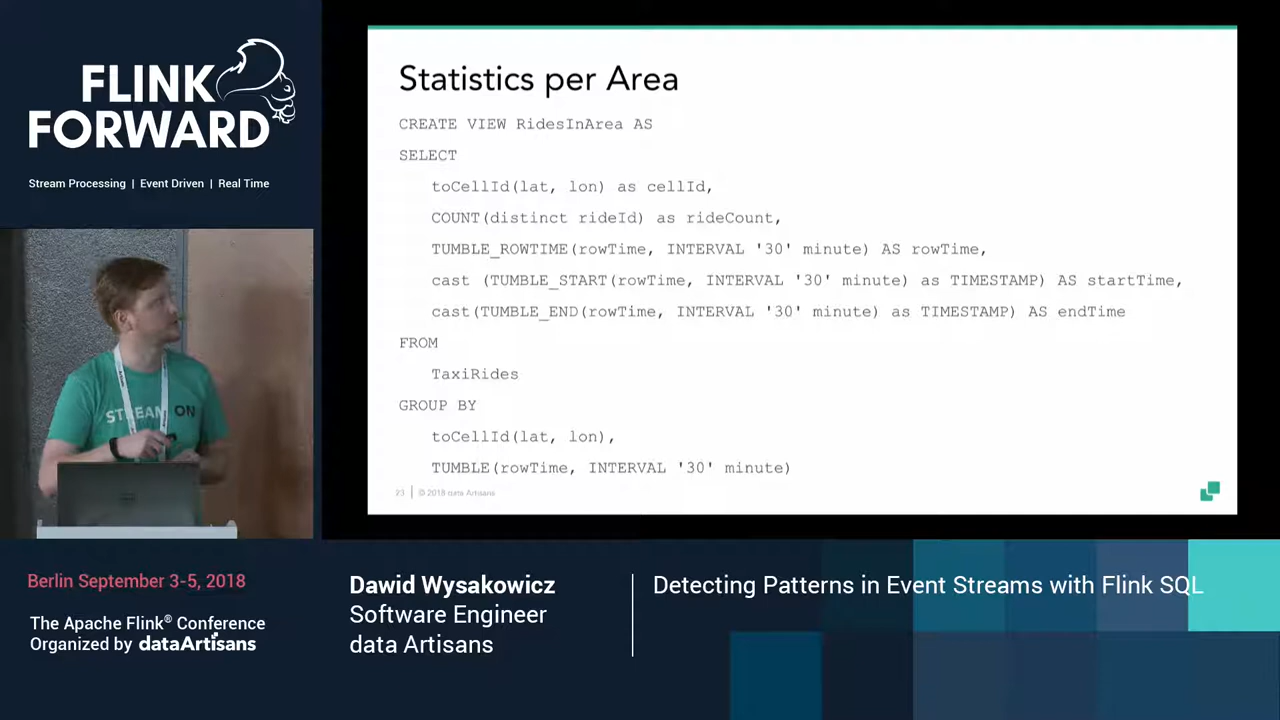 FLINK
FORWARD
Stream Processing | Event Driven | Real Time
Statistics per Area
CREATE VIEW RidesInArea AS
SELECT
toCellId(lat, lon) as cellId,
COUNT(distinct rideId) as rideCount,
TUMBLE_ROWTIME(rowTime, INTERVAL '30' minute) AS rowTime,
cast (TUMBLE_START(rowTime, INTERVAL '30' minute) as TIMESTAMP) AS startTime,
cast(TUMBLE_END(rowTime, INTERVAL '30' minute) as TIMESTAMP) AS endTime
FROM
TaxiRides
GROUP BY
toCellId(lat, lon),
TUMBLE(rowTime, INTERVAL '30' minute)
23 | © 2018 data Artisans
STREAM ON
Berlin September 3-5, 2018
The Apache Flink® Conference
Organized by dataArtisans
Dawid Wysakowicz
Software Engineer
data Artisans
Detecting Patterns in Event Streams with Flink SQL